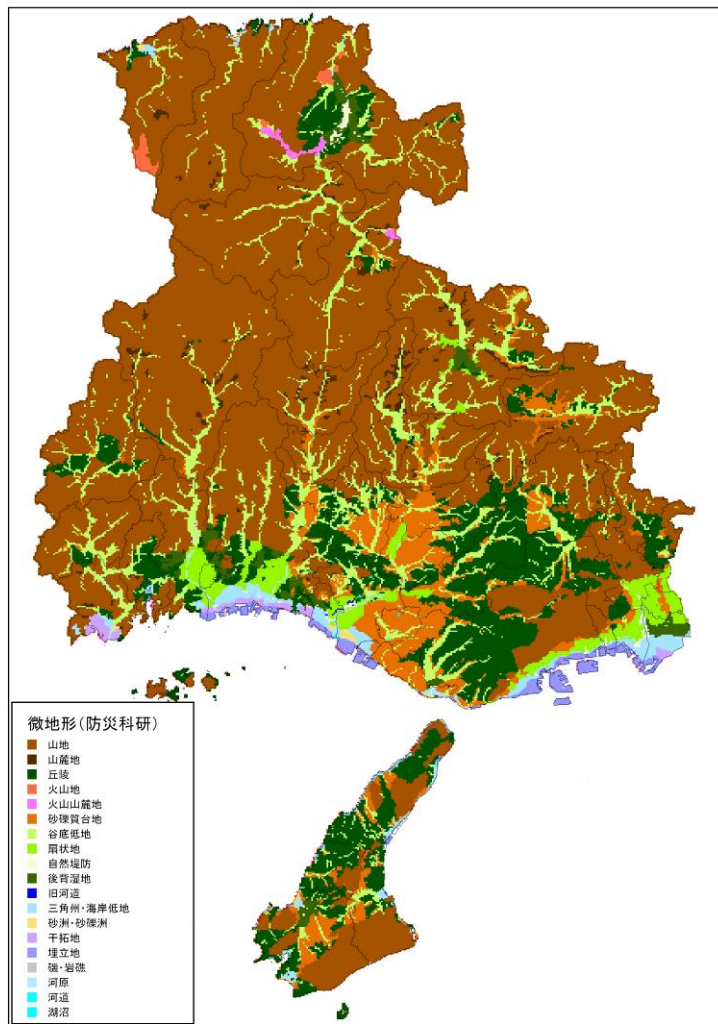 微地形(防災科研)
山地
山麓地
丘陵
火山地
火山山麓地
砂礫質台地
谷底低地
扇状地
自然堤防
後背湿地
旧河道
三角州・海岸低地
砂洲・砂礫洲
干拓地
埋立地
磯・岩礁
河原
河道
湖沼